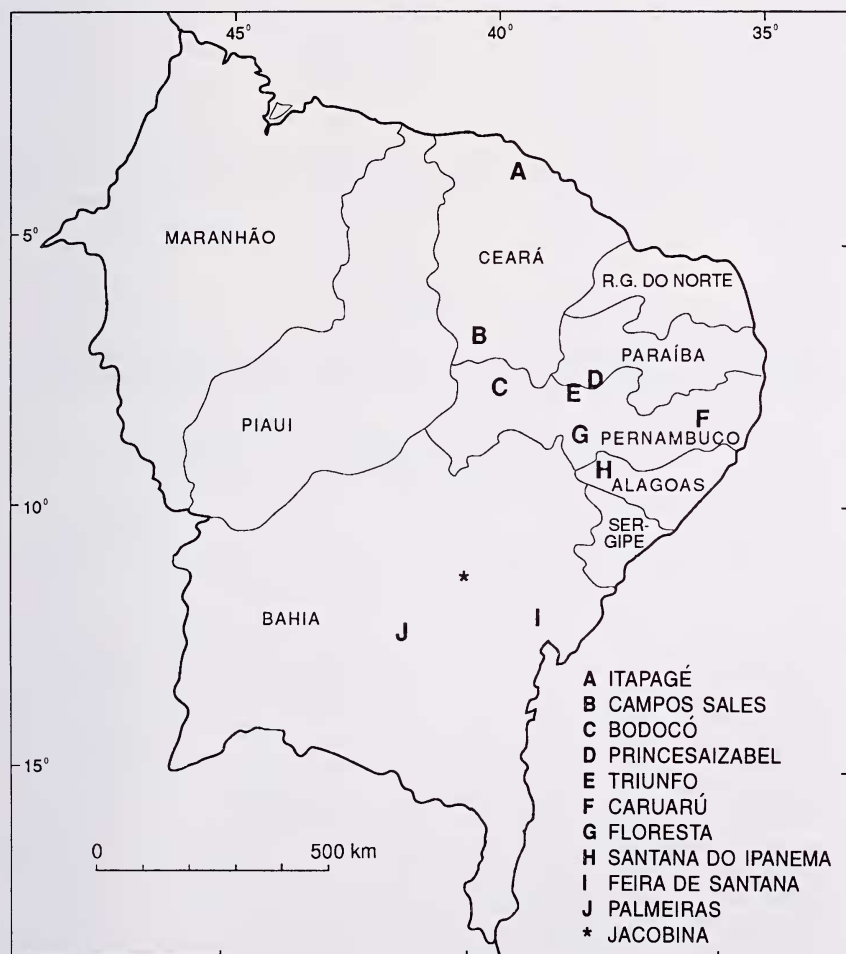 45° 40° 35°
A
5°
MARANHÃO
CEARÁ
R.G. DO NORTE
B
PARAÍBA
C
D
E
PIAUI
F
G
PERNAMBUCO
H
ALAGOAS
10°
SER-
GIPE
*
BAHIA
I
J
A ITAPAGÉ
B CAMPOS SALES
C BODOCÓ
D PRINCESAIZABEL
15°
E TRIUNFO
F CARUARÚ
G FLORESTA
0 500 km
H SANTANA DO IPANEMA
I FEIRA DE SANTANA
J PALMEIRAS
* JACOBINA